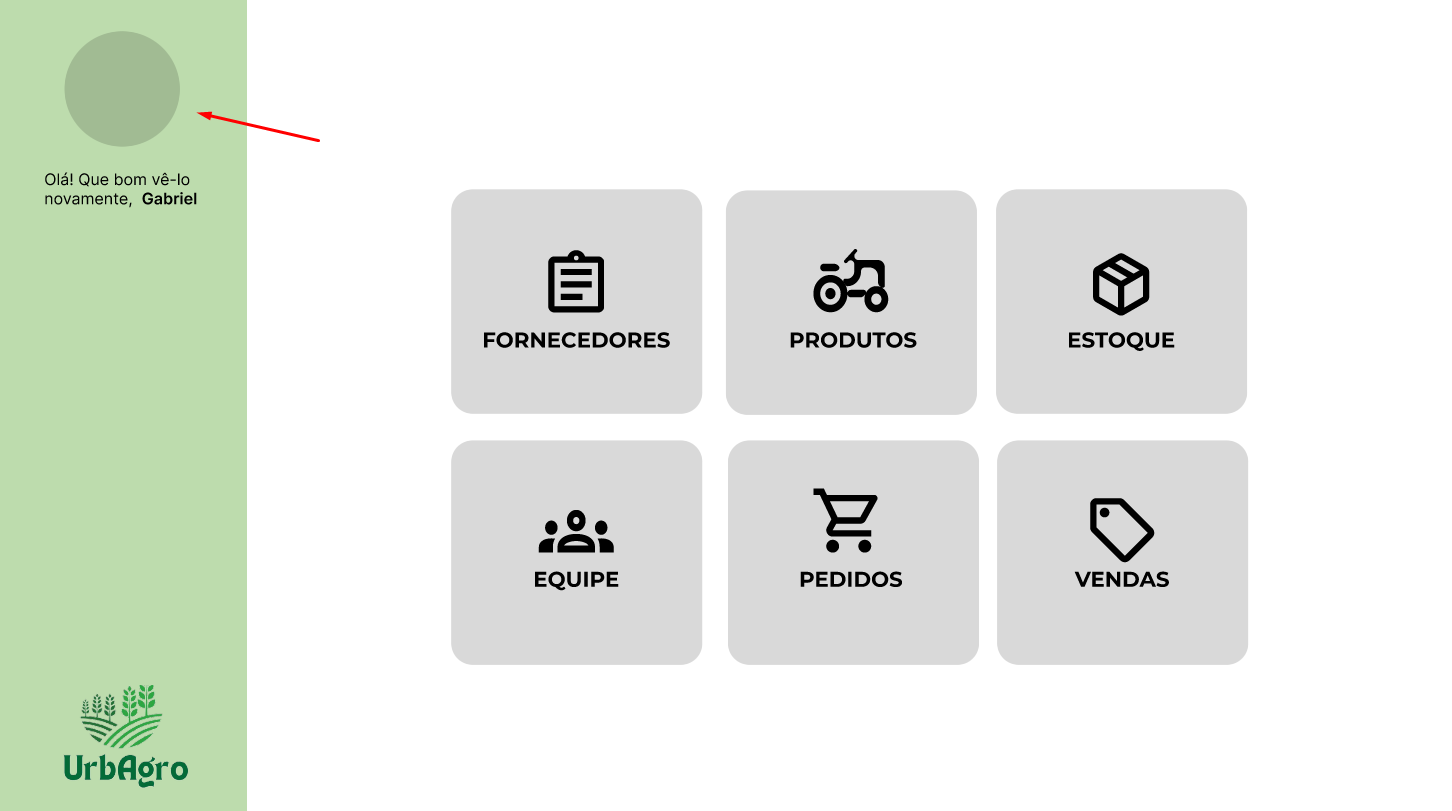 Olá! Que bom vê-lo
novamente, Gabriel
FORNECEDORES
PRODUTOS
ESTOQUE
EQUIPE
PEDIDOS
VENDAS
UrbAgro